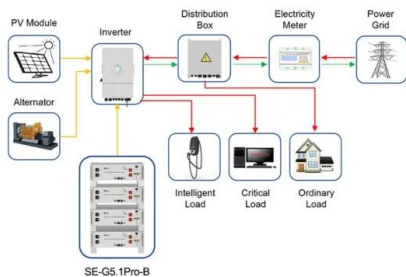 PV Module
Inverter
Distribution
Box
Electricity
Meter
Power
Grid
Alternator
Intelligent
Load
Critical
Load
Ordinary
Load
SE-G5.1Pro-B